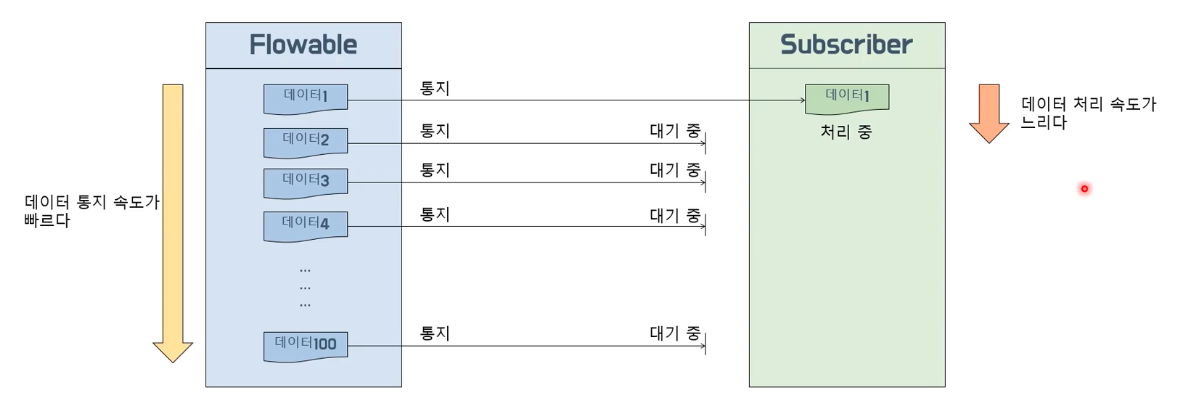 Flowable
Subscriber
데이터1
통지
데이터1
처리 중
데이터 처리 속도가
느리다
데이터2
통지
대기 중
데이터3
통지
대기 중
데이터 통지 속도가
빠르다
데이터4
통지
대기 중
...
...
...
데이터100
통지
대기 중